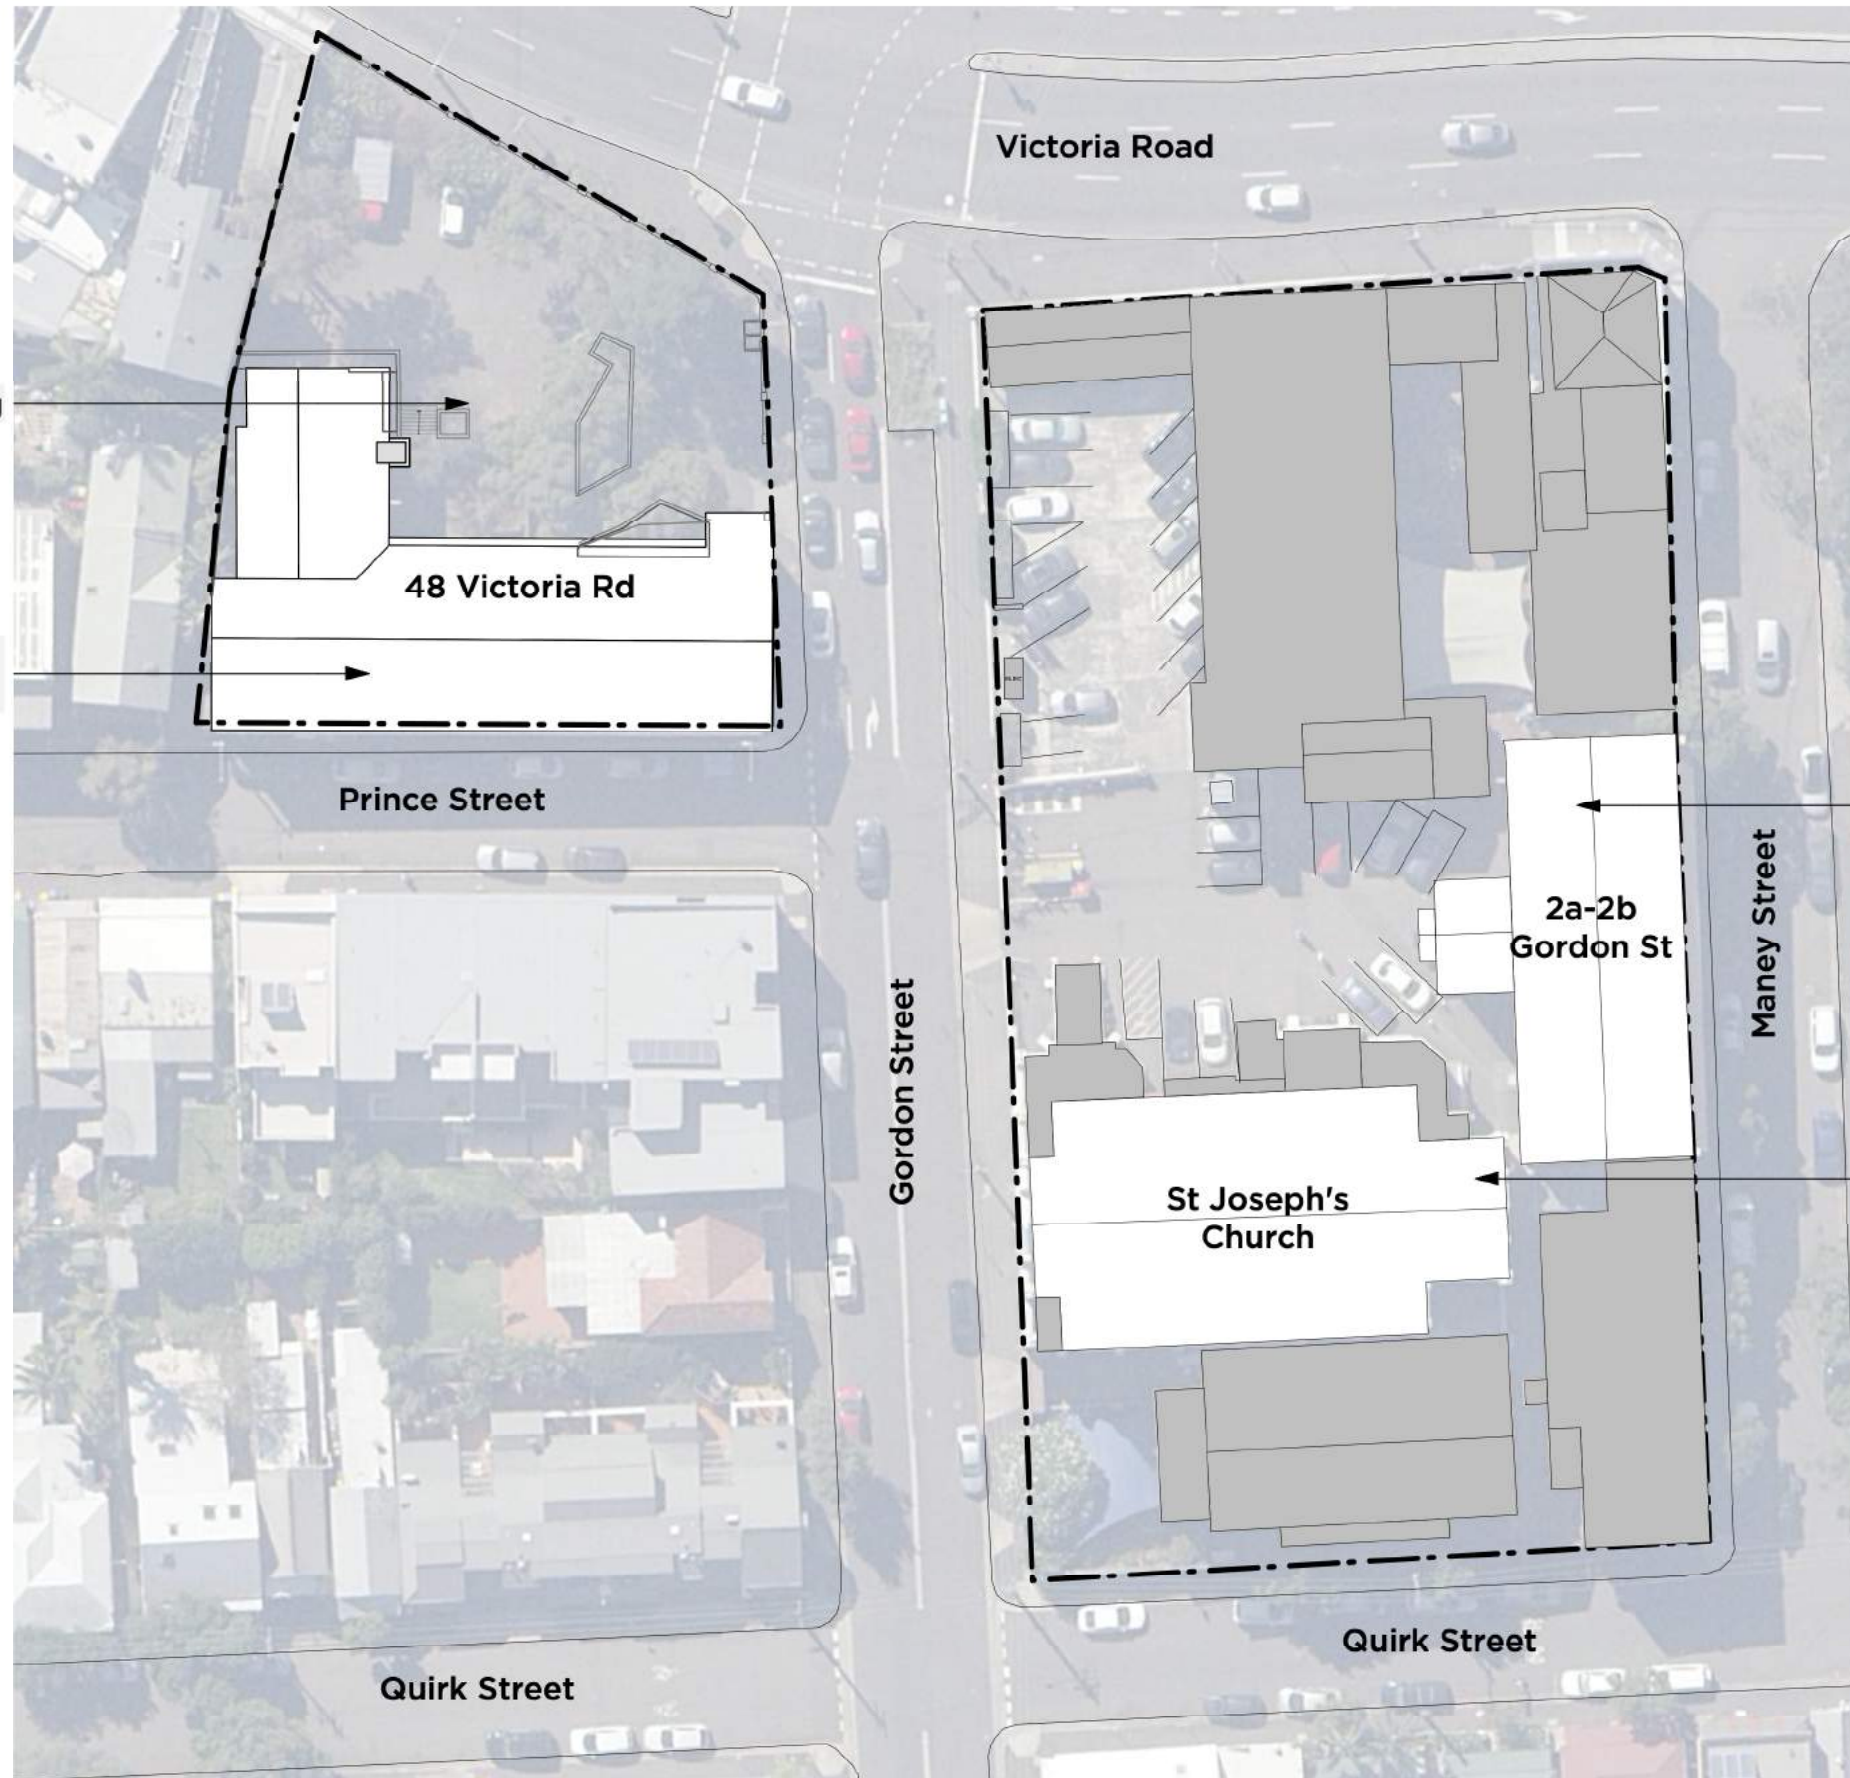 Victoria Road
48 Victoria Rd
Prince Street
2a-2b
Gordon St
Maney Street
Gordon Street
St Joseph's
Church
Quirk Street
Quirk Street